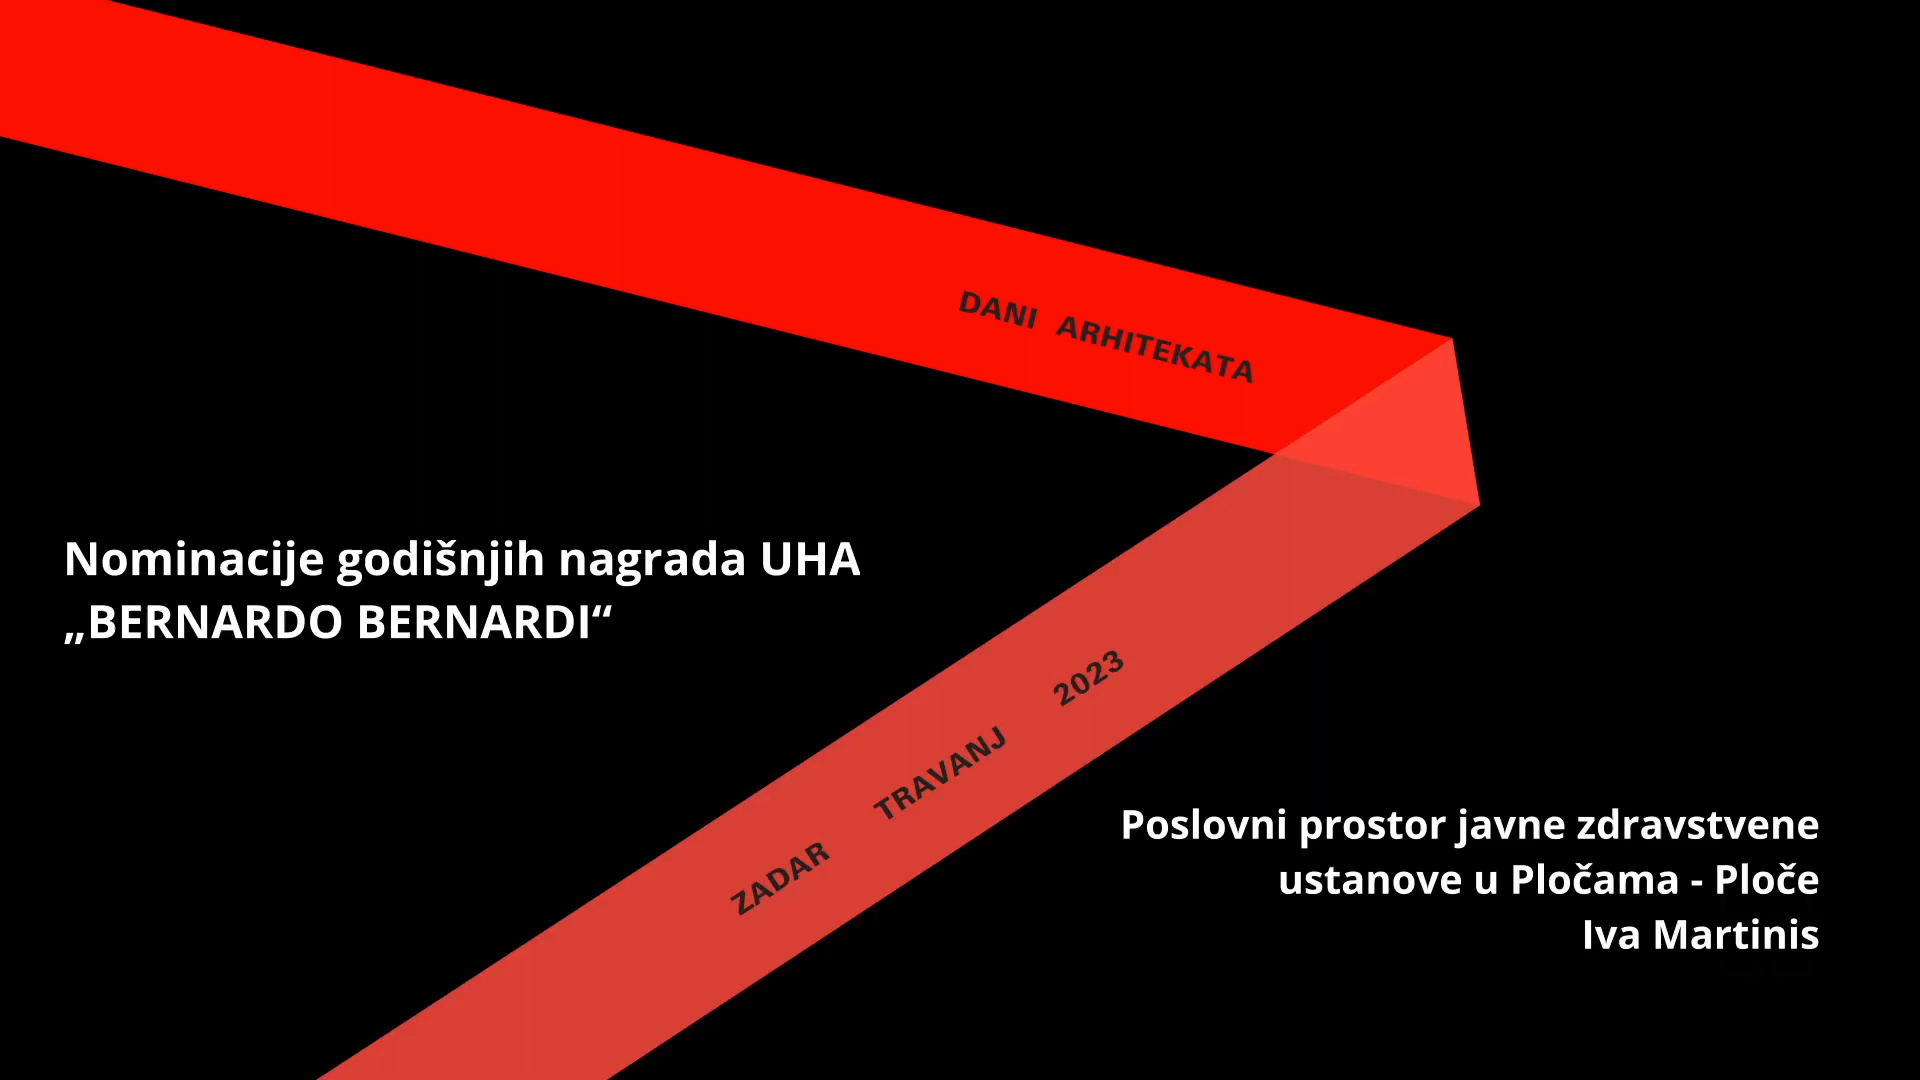 DANI ARHITEKATA
Nominacije godišnjih nagrada UHA
„BERNARDO BERNARDI“
ZADAR TRAVANJ 2023
Poslovni prostor javne zdravstvene
ustanove u Pločama - Ploče
Iva Martinis